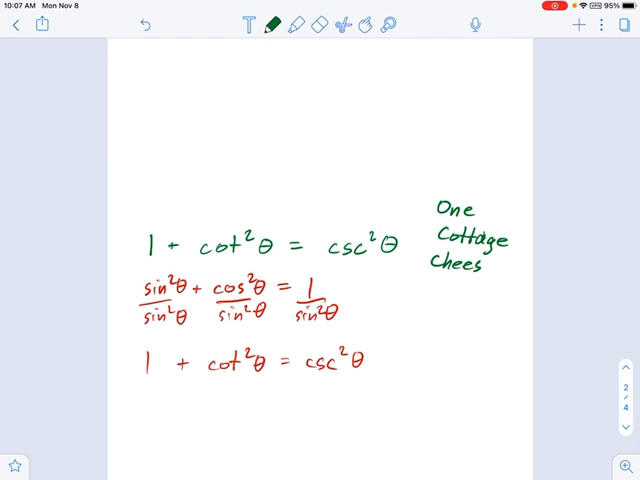 10:07 AM Mon Nov 8
95%
One
Cottage
Chees
1 + cot²θ = csc²θ
sin²θ/sin²θ + cos²θ/sin²θ = 1/sin²θ
1 + cot²θ = csc²θ
2
/
4